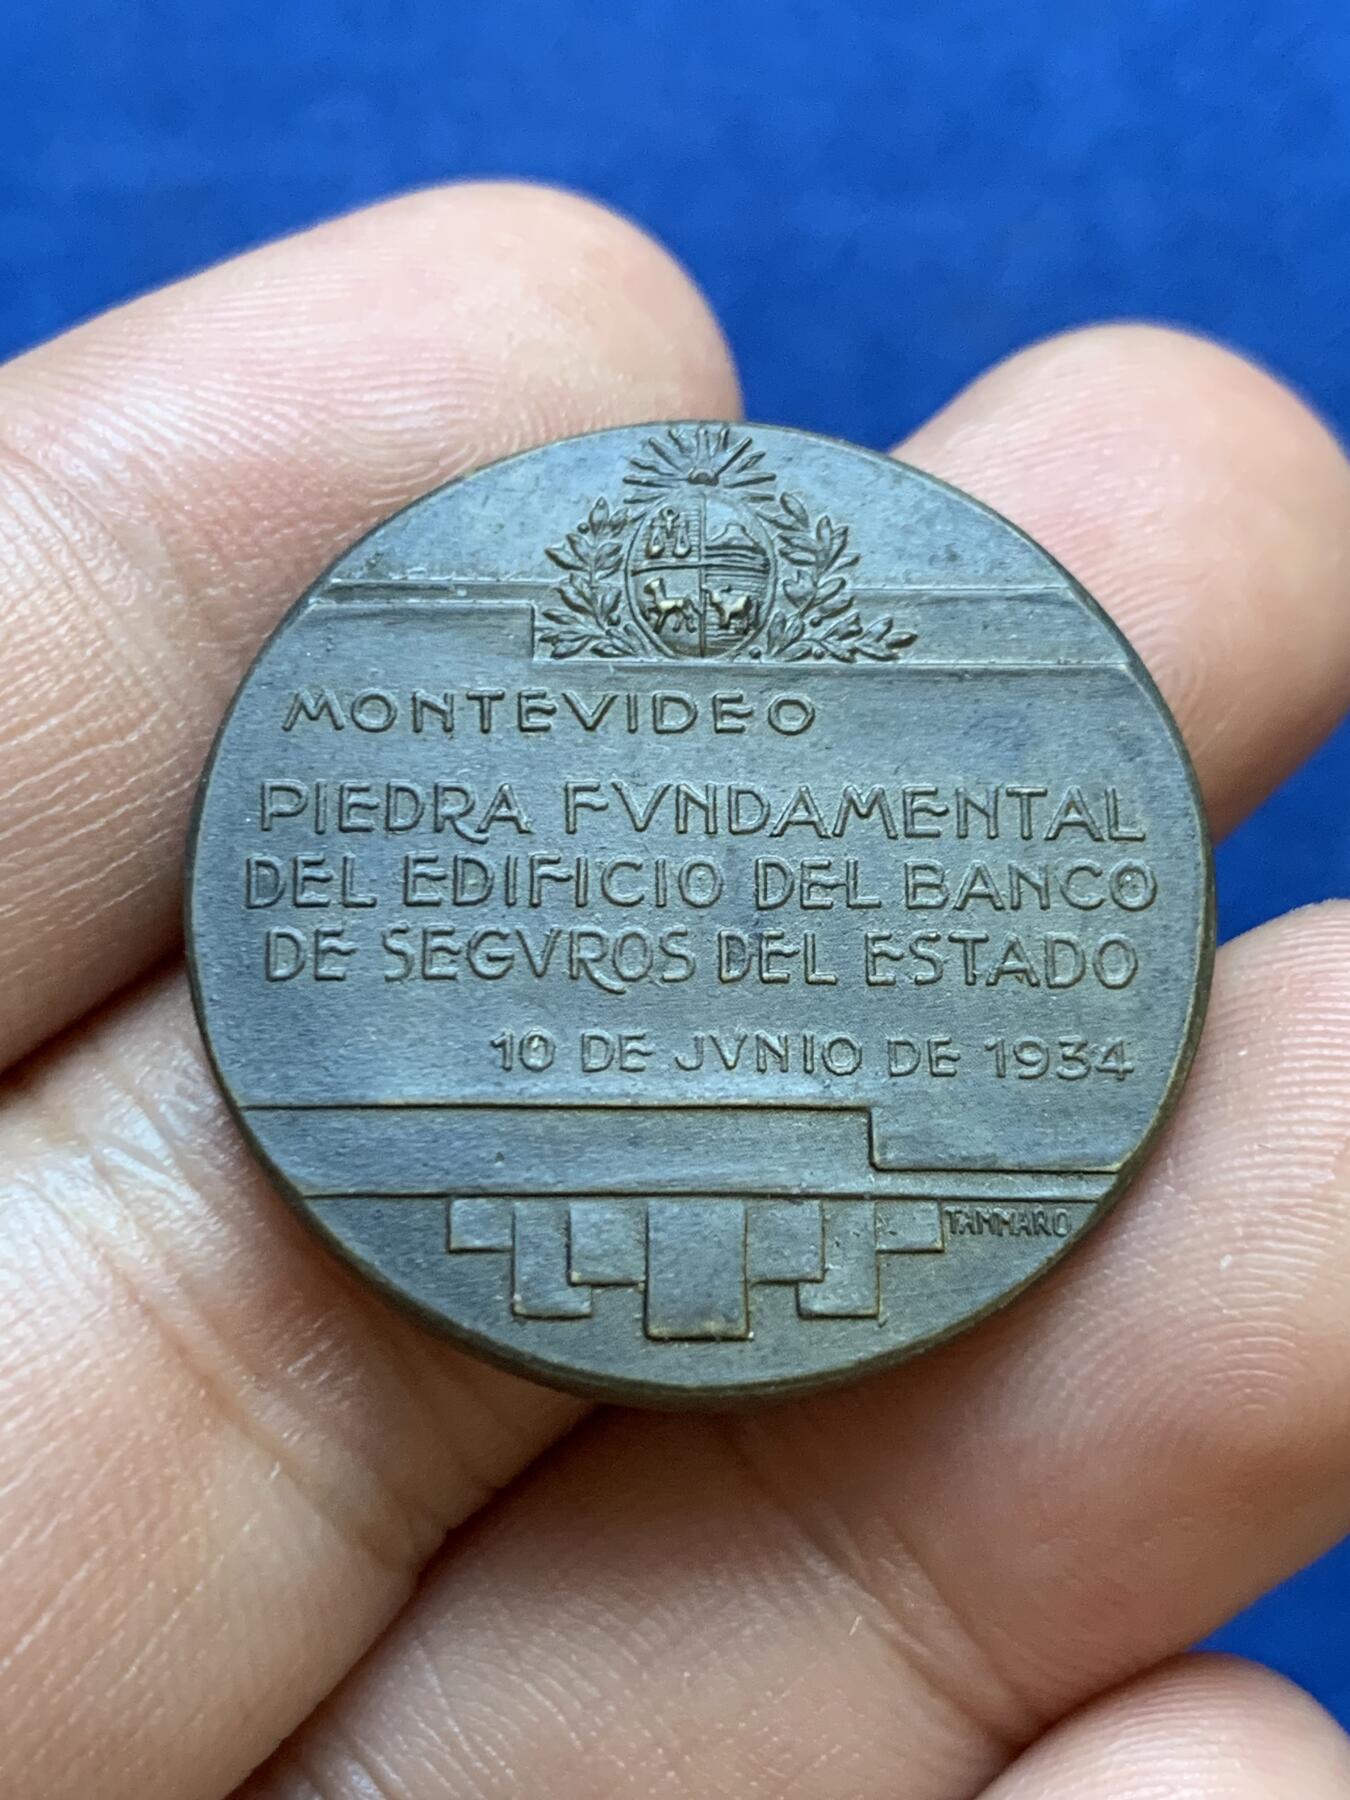 MONTEVIDEO
PIEDRA FVNDAMENTAL
DEL EDIFICIO DEL BANCO
DE SEGVROS DEL ESTADO
10 DE JVNIO DE 1934
TAMMARO